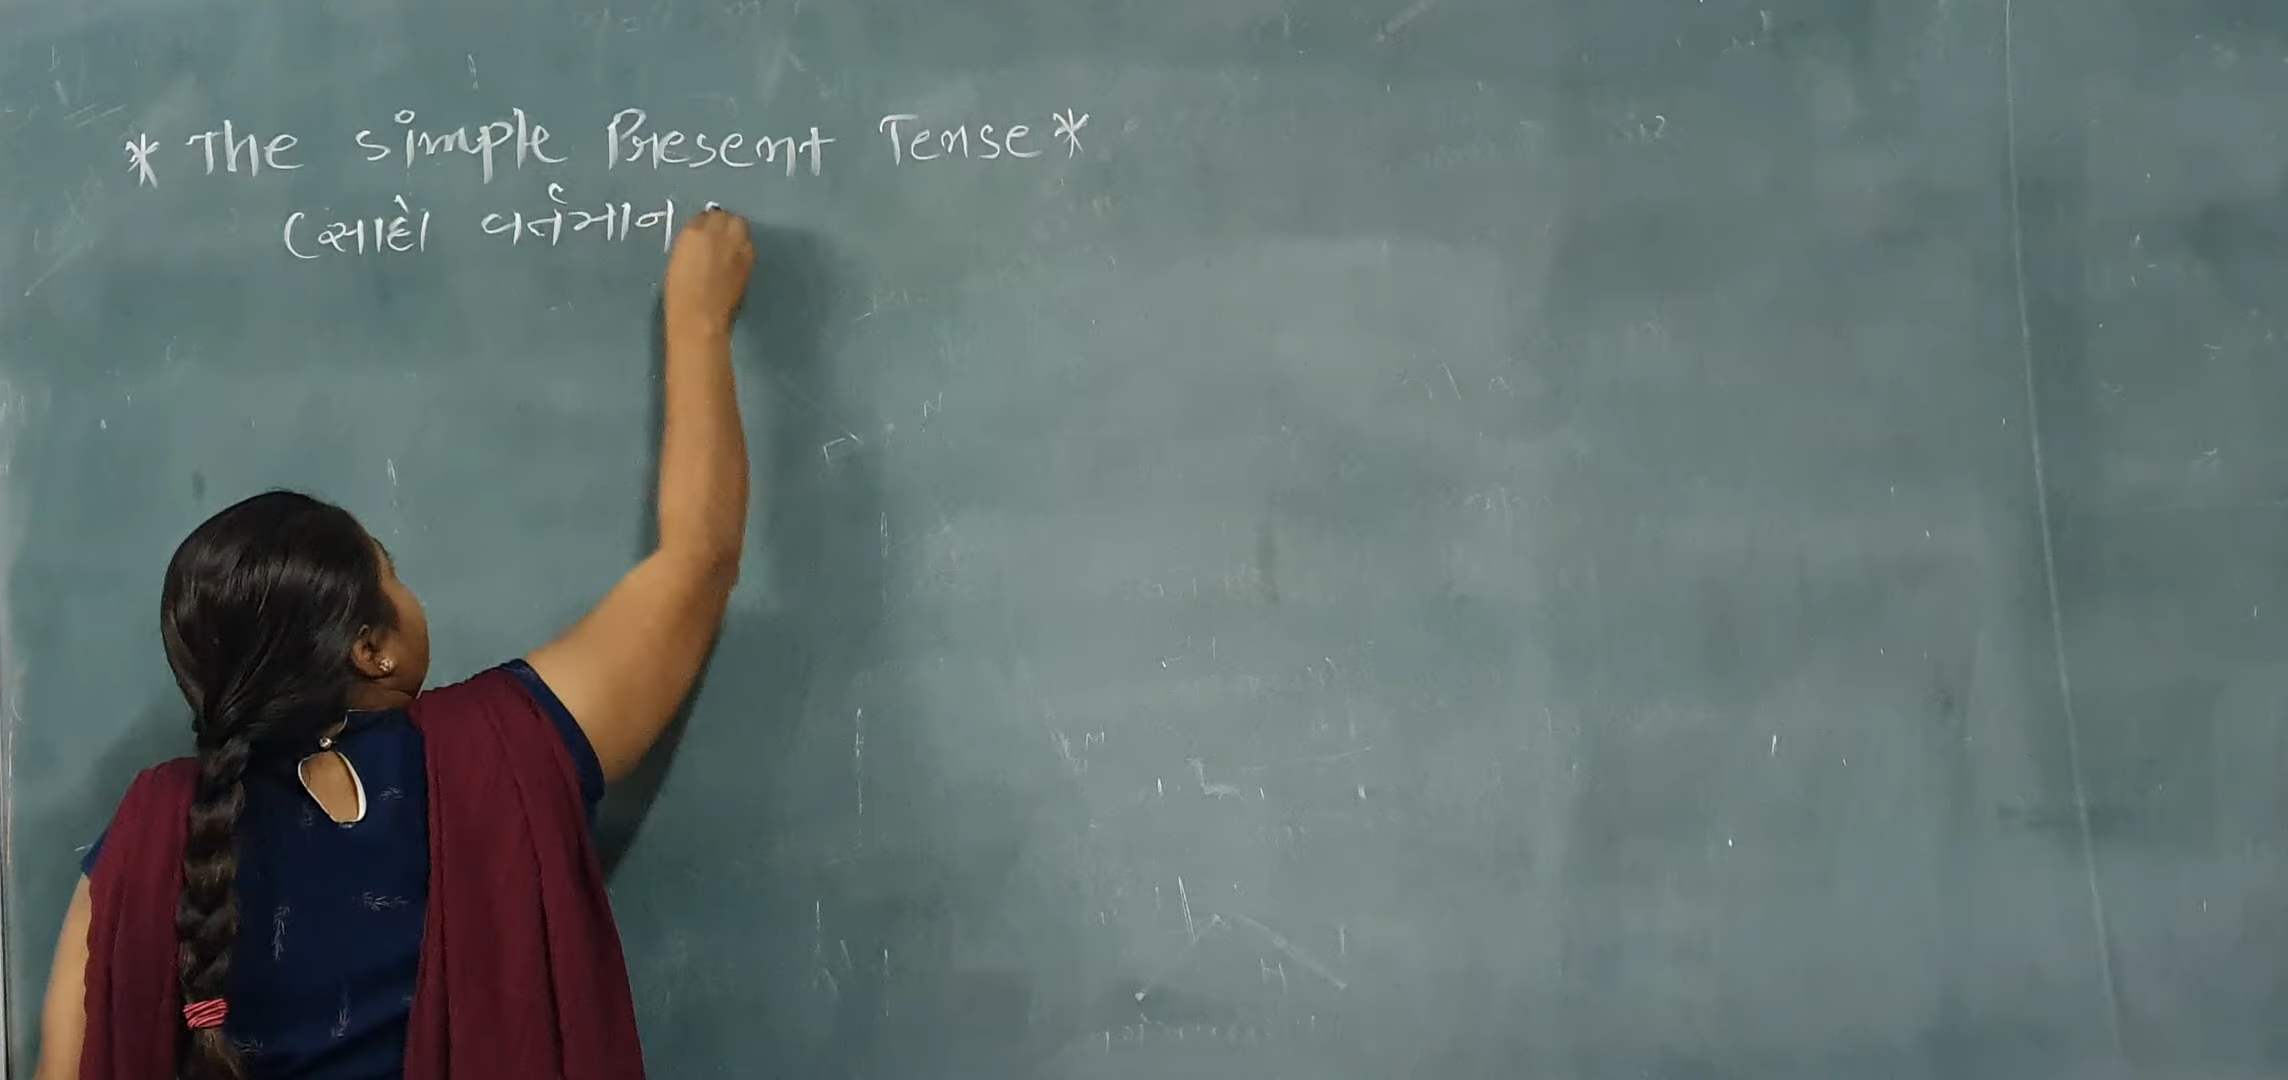 * The Simple Present Tense *
(સાદો વર્તમાન